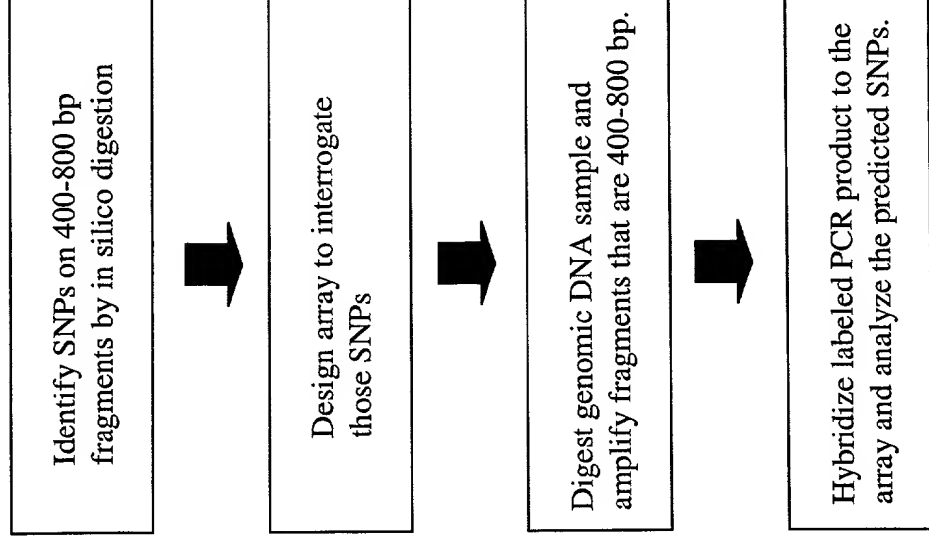 Identify SNPs on 400-800 bp
fragments by in silico digestion
Design array to interrogate
those SNPs
Digest genomic DNA sample and
amplify fragments that are 400-800 bp.
Hybridize labeled PCR product to the
array and analyze the predicted SNPs.